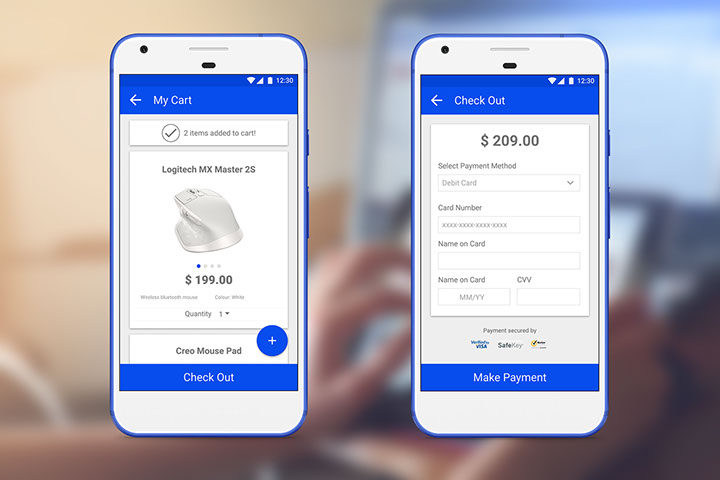 12:30
My Cart
2 items added to cart!
Logitech MX Master 2S
$ 199.00
Wireless bluetooth mouse Colour: White
Quantity 1
Creo Mouse Pad
Check Out
12:30
Check Out
$ 209.00
Select Payment Method
Debit Card
Card Number
xxxx-xxxx-xxxx-xxxx
Name on Card
Name on Card CVV
MM/YY
Payment secured by
Verified by
VISA SafeKey
Make Payment